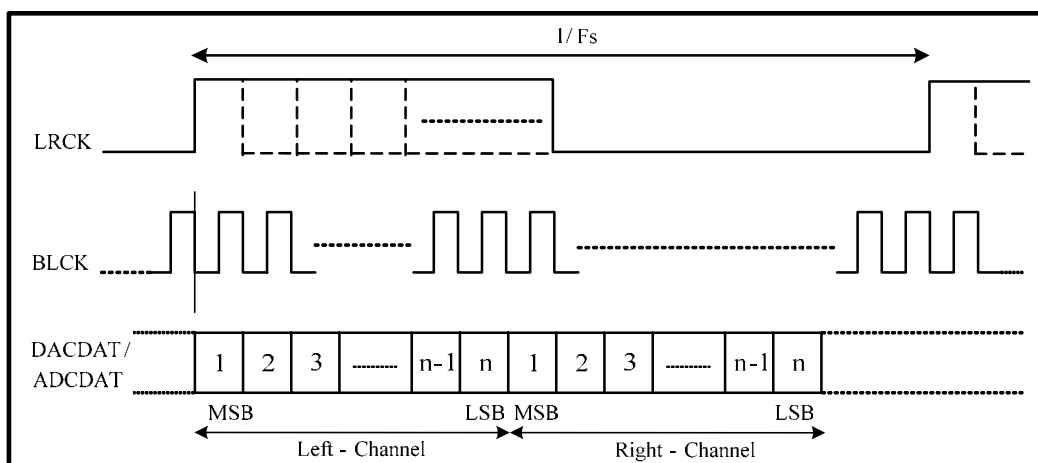 1/Fs
LRCK
BLCK
DACDAT/
ADCDAT
1 2 3 n-1 n 1 2 3 n-1 n
MSB LSB MSB LSB
Left - Channel Right - Channel